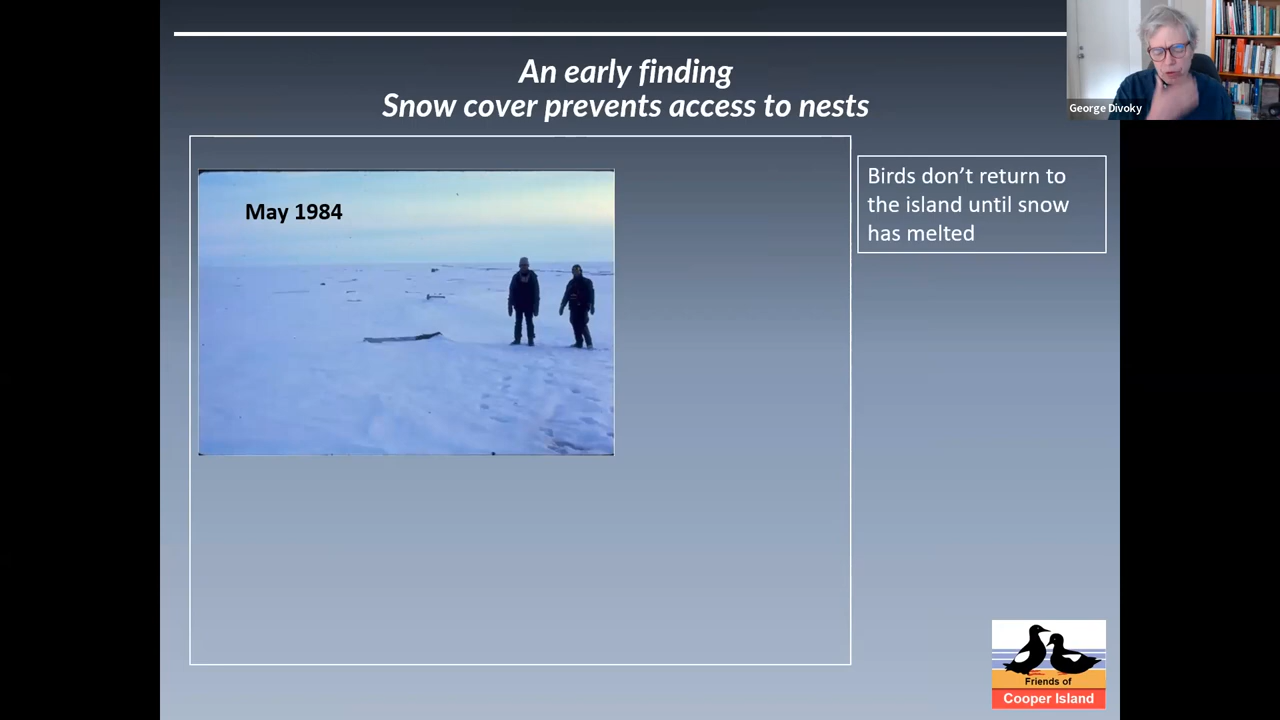 An early finding
Snow cover prevents access to nests
George Divoky
May 1984
Birds don't return to
the island until snow
has melted
Friends of
Cooper Island